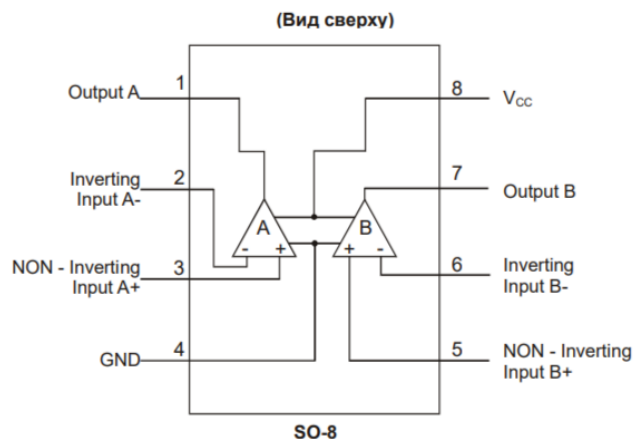 (Вид сверху)
Output A
1
8
V_CC
Inverting
Input A-
2
7
Output B
A
B
-
+
+
-
NON - Inverting
Input A+
3
6
Inverting
Input B-
GND
4
5
NON - Inverting
Input B+
SO-8